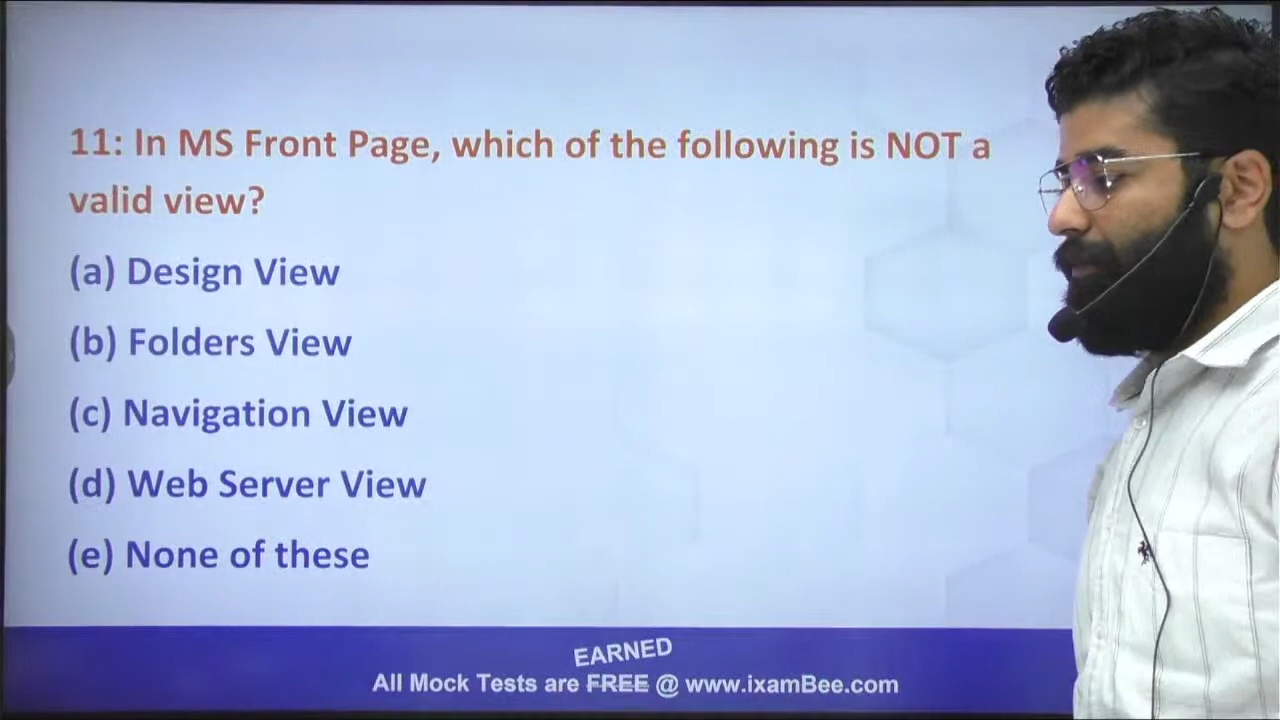 11: In MS Front Page, which of the following is NOT a
valid view?
(a) Design View
(b) Folders View
(c) Navigation View
(d) Web Server View
(e) None of these
EARNED
All Mock Tests are FREE @ www.ixamBee.com